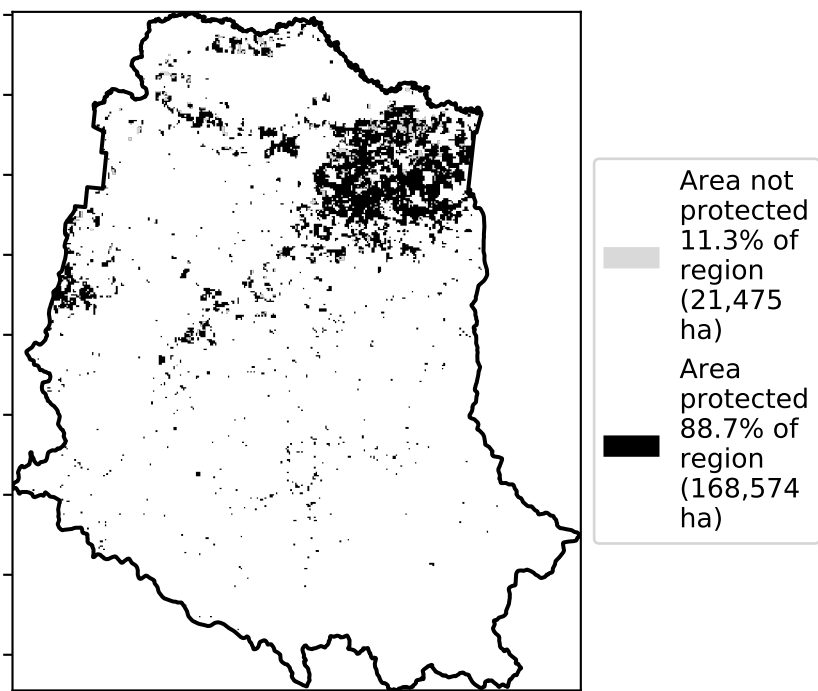 Area not
protected
11.3% of
region
(21,475
ha)
Area
protected
88.7% of
region
(168,574
ha)